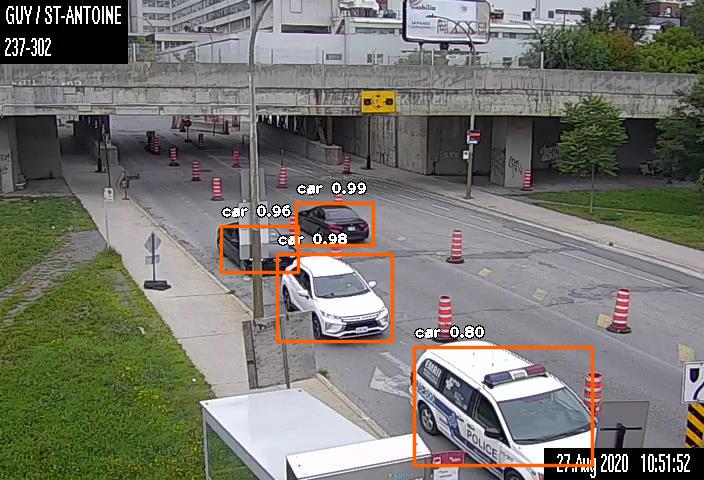 GUY / ST-ANTOINE
237-302
mobilia
car 0.99
car 0.96
car 0.98
car 0.80
POLICE
27 Aug 2020 10:51:52